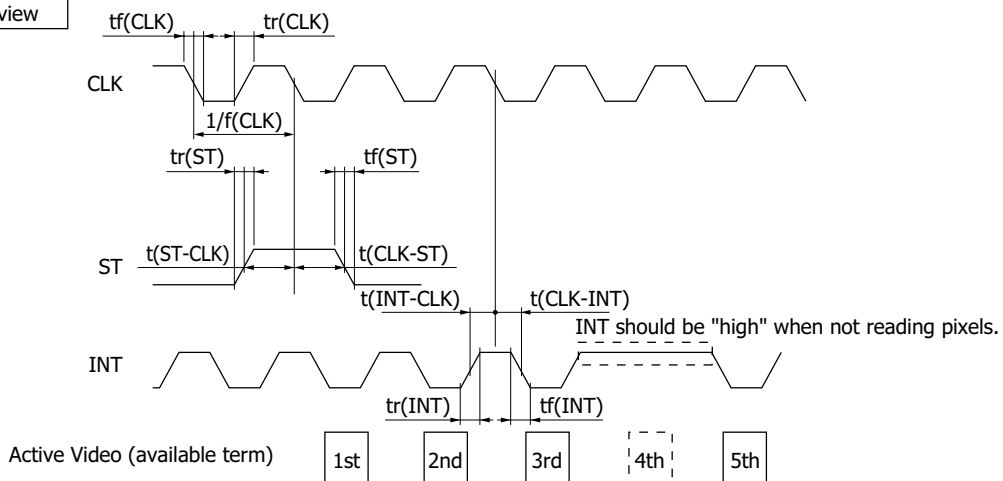 view
tf(CLK) tr(CLK)
CLK
1/f(CLK)
tr(ST) tf(ST)
t(ST-CLK) t(CLK-ST)
ST
t(INT-CLK) t(CLK-INT)
INT should be "high" when not reading pixels.
INT
tr(INT) tf(INT)
Active Video (available term) 1st 2nd 3rd 4th 5th